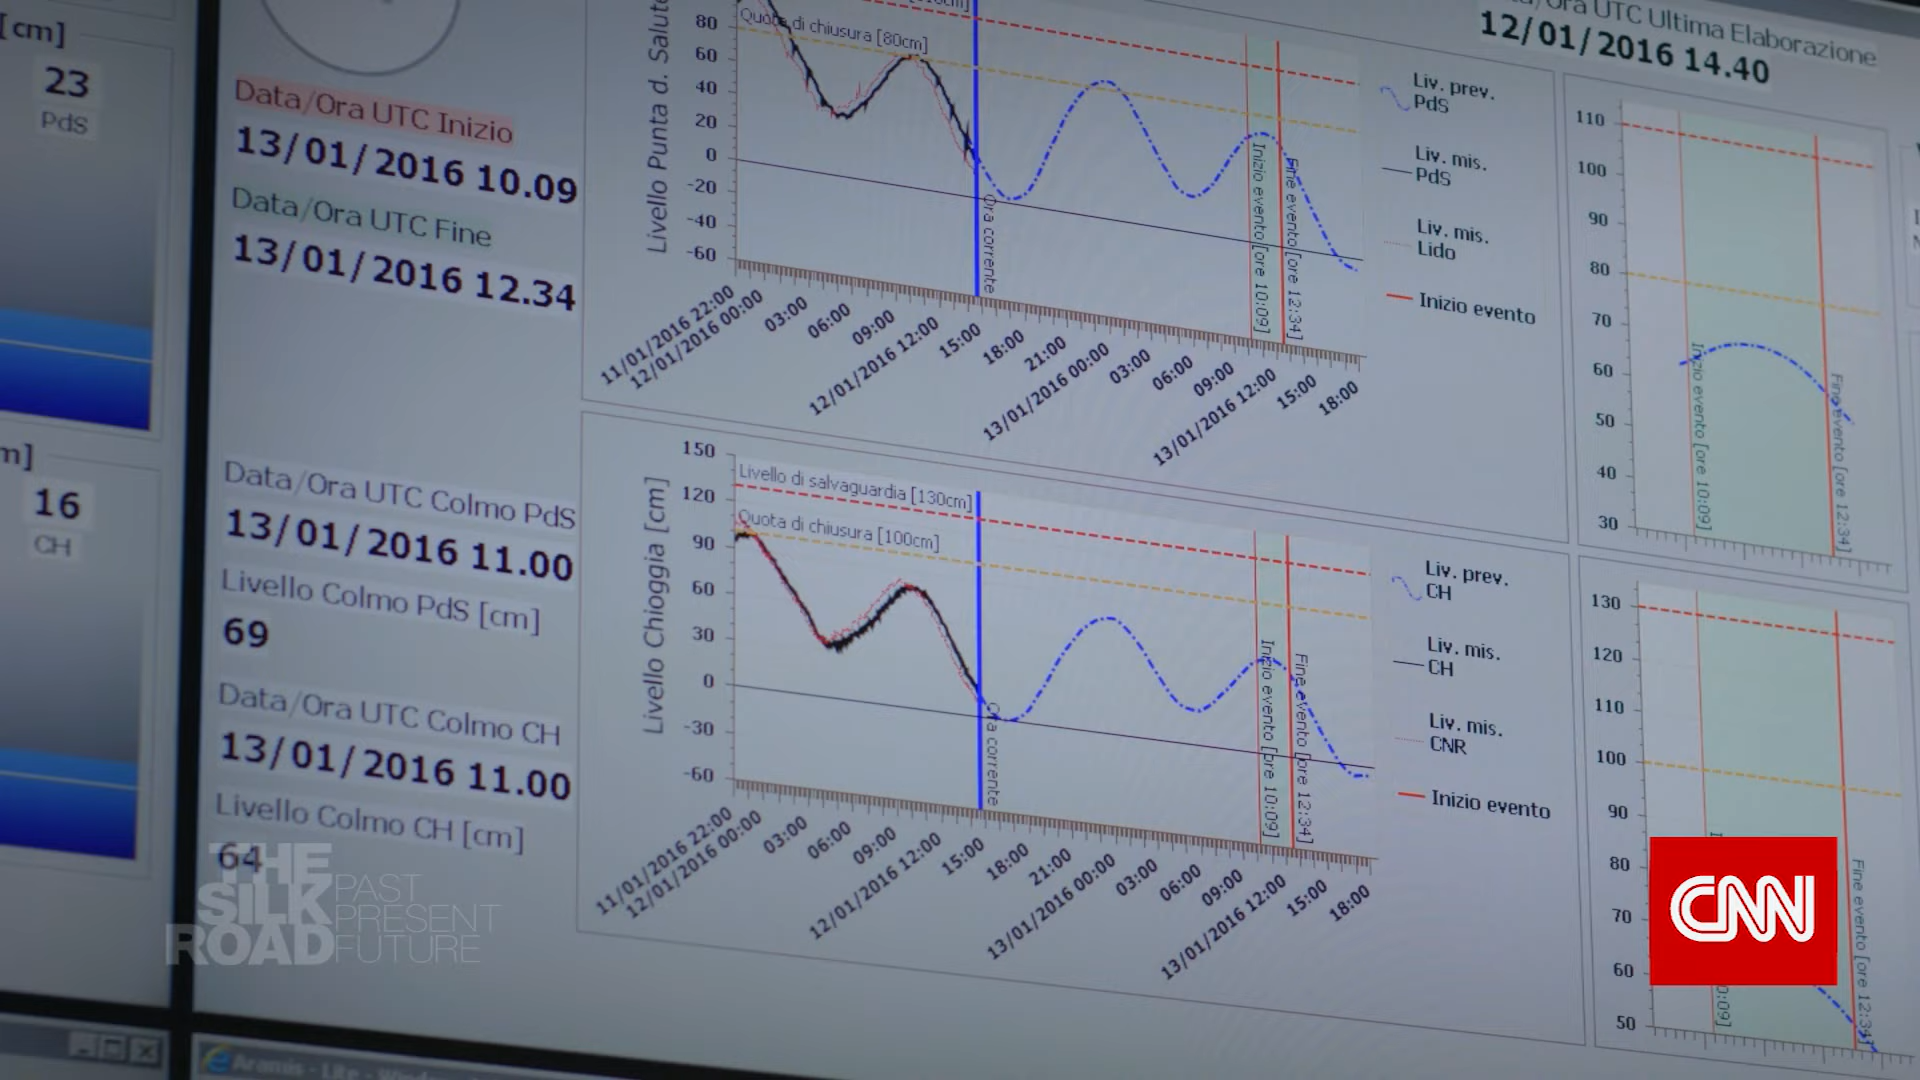 [cm]
23
PdS
16
CH
Data/Ora UTC Inizio
13/01/2016 10.09
Data/Ora UTC Fine
13/01/2016 12.34
Data/Ora UTC Colmo PdS
13/01/2016 11.00
Livello Colmo PdS [cm]
69
Data/Ora UTC Colmo CH
13/01/2016 11.00
Livello Colmo CH [cm]
64
Livello Punta d. Salute
80
60
40
20
0
-20
-40
-60
Quota di chiusura [80cm]
Ora corrente
Inizio evento [ore 10:09]
Fine evento [ore 12:34]
11/01/2016 22:00
12/01/2016 00:00
03:00
06:00
09:00
12/01/2016 12:00
15:00
18:00
21:00
13/01/2016 00:00
03:00
06:00
09:00
13/01/2016 12:00
15:00
18:00
Liv. prev.
PdS
Liv. mis.
PdS
Liv. mis.
Lido
Inizio evento
Livello Chioggia [cm]
150
120
90
60
30
0
-30
-60
Livello di salvaguardia [130cm]
Quota di chiusura [100cm]
Ora corrente
Inizio evento [ore 10:09]
Fine evento [ore 12:34]
11/01/2016 22:00
12/01/2016 00:00
03:00
06:00
09:00
12/01/2016 12:00
15:00
18:00
21:00
13/01/2016 00:00
03:00
06:00
09:00
13/01/2016 12:00
15:00
18:00
Liv. prev.
CH
Liv. mis.
CH
Liv. mis.
CNR
Inizio evento
UTC Ultima Elaborazione
12/01/2016 14.40
110
100
90
80
70
60
50
40
30
Inizio evento [ore 10:09]
Fine evento [ore 12:34]
130
120
110
100
90
80
70
60
50
Fine evento [ore 12:34]
THE
SILK
ROAD
PAST
PRESENT
FUTURE
CNN
Aramis - Lite -